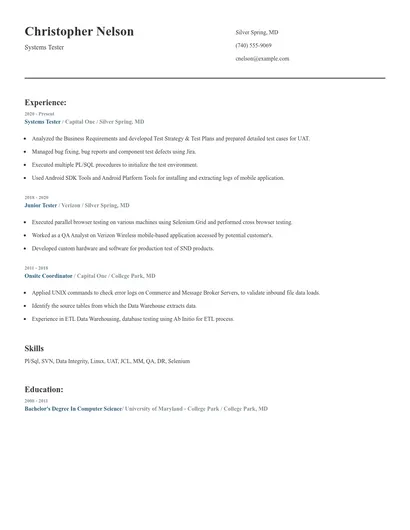 Christopher Nelson
Systems Tester
Silver Spring, MD
(740) 555-9069
cnelson@example.com
Experience:
2020 - Present
Systems Tester / Capital One / Silver Spring, MD
• Analyzed the Business Requirements and developed Test Strategy & Test Plans and prepared detailed test cases for UAT.
• Managed bug fixing, bug reports and component test defects using Jira.
• Executed multiple PL/SQL procedures to initialize the test environment.
• Used Android SDK Tools and Android Platform Tools for installing and extracting logs of mobile application.
2018 - 2020
Junior Tester / Verizon / Silver Spring, MD
• Executed parallel browser testing on various machines using Selenium Grid and performed cross browser testing.
• Worked as a QA Analyst on Verizon Wireless mobile-based application accessed by potential customer's.
• Developed custom hardware and software for production test of SND products.
2011 - 2018
Onsite Coordinator / Capital One / College Park, MD
• Applied UNIX commands to check error logs on Commerce and Message Broker Servers, to validate inbound file data loads.
• Identify the source tables from which the Data Warehouse extracts data.
• Experience in ETL Data Warehousing, database testing using Ab Initio for ETL process.
Skills
Pl/Sql, SVN, Data Integrity, Linux, UAT, JCL, MM, QA, DR, Selenium
Education:
- 2011
Bachelor's Degree In Computer Science/ University of Maryland - College Park / College Park, MD